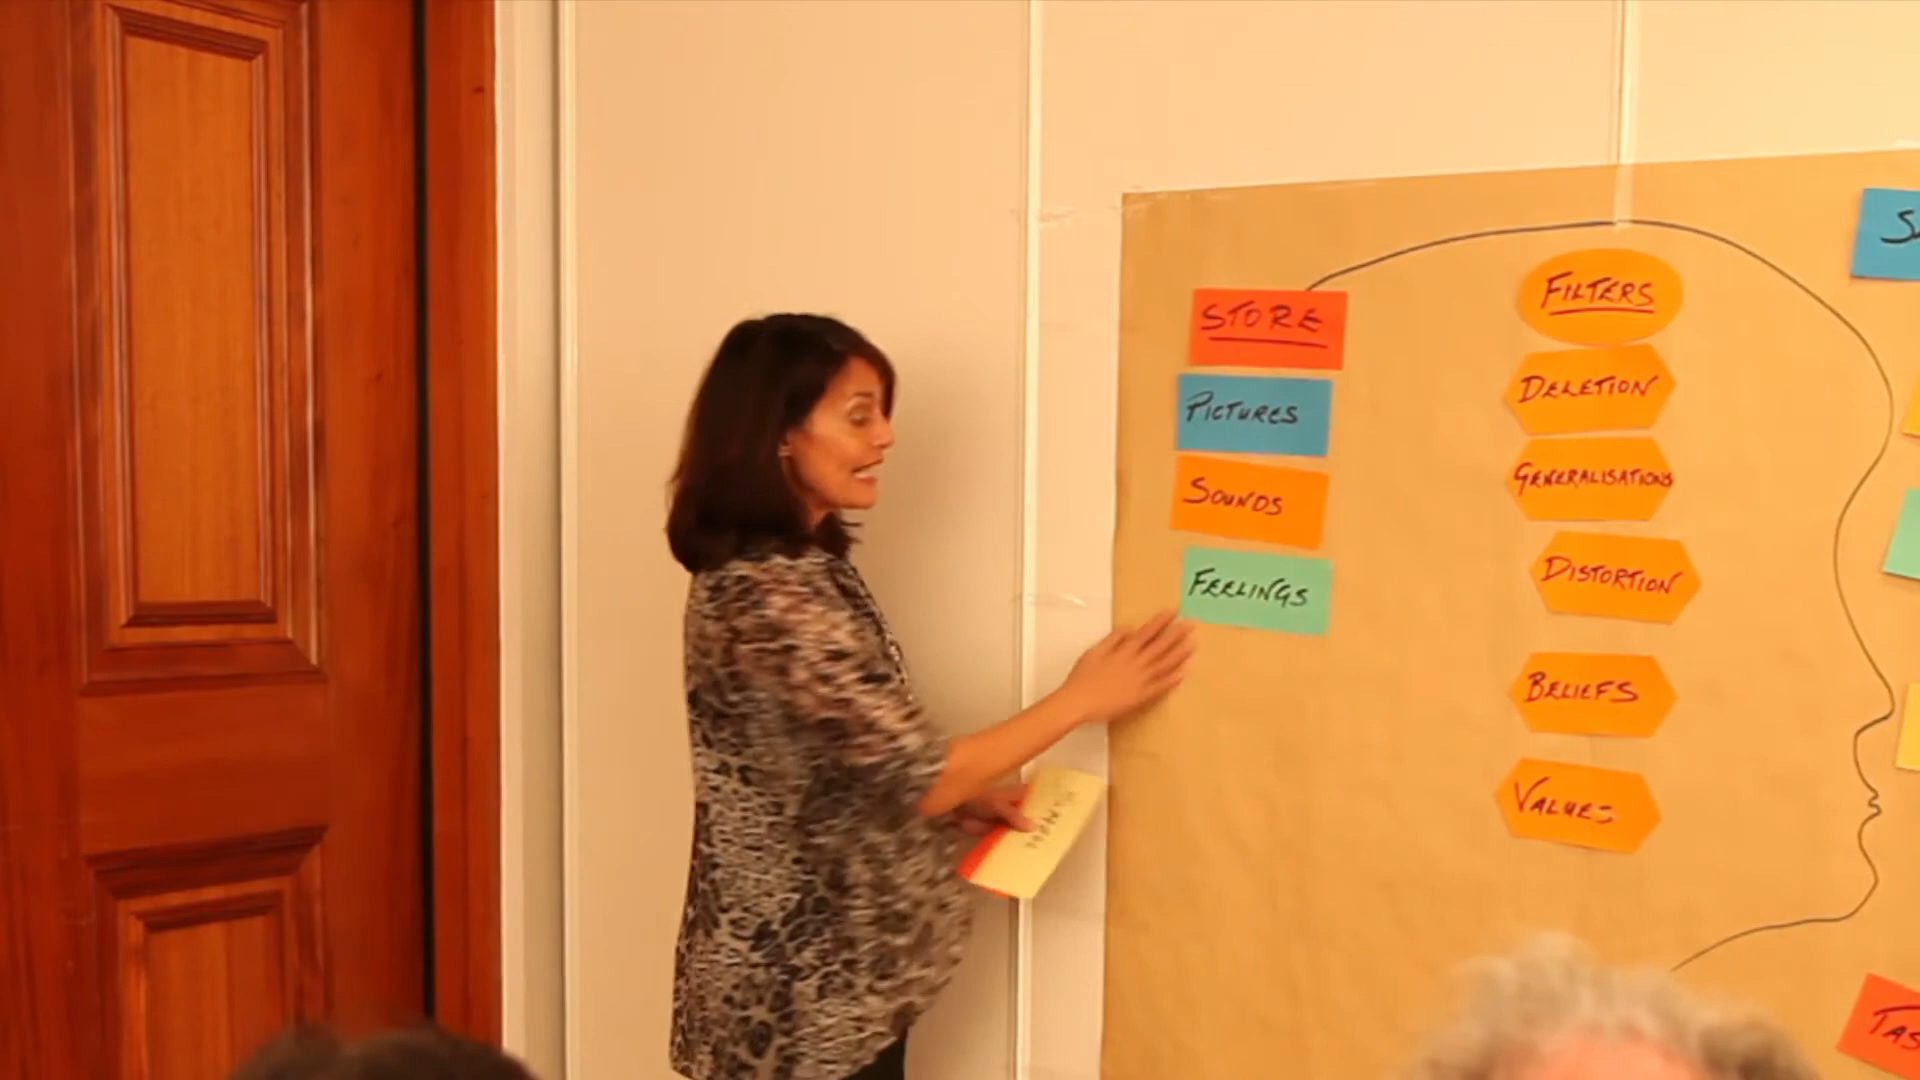 STORE
PICTURES
SOUNDS
FEELINGS
FILTERS
DELETION
GENERALISATIONS
DISTORTION
BELIEFS
VALUES